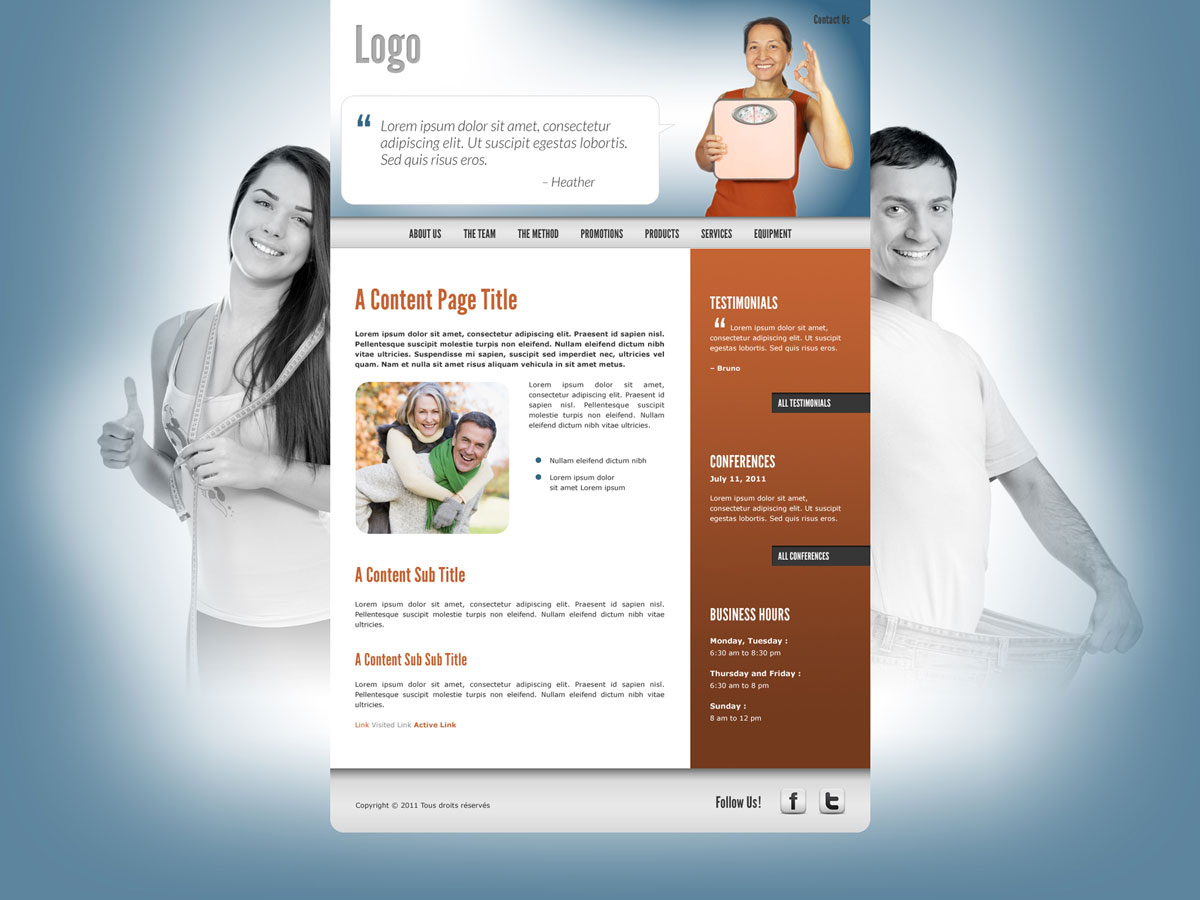 Contact Us
Logo
“ Lorem ipsum dolor sit amet, consectetur
adipiscing elit. Ut suscipit egestas lobortis.
Sed quis risus eros.
– Heather
ABOUT US THE TEAM THE METHOD PROMOTIONS PRODUCTS SERVICES EQUIPMENT
A Content Page Title
Lorem ipsum dolor sit amet, consectetur adipiscing elit. Praesent id sapien nisl.
Pellentesque suscipit molestie turpis non eleifend. Nullam eleifend dictum nibh
vitae ultricies. Suspendisse mi sapien, suscipit sed imperdiet nec, ultricies vel
quam. Nam et nulla sit amet risus aliquam vehicula in sit amet metus.
Lorem ipsum dolor sit amet,
consectetur adipiscing elit. Praesent id
sapien nisl. Pellentesque suscipit
molestie turpis non eleifend. Nullam
eleifend dictum nibh vitae ultricies.
Nullam eleifend dictum nibh
Lorem ipsum dolor
sit amet Lorem ipsum
A Content Sub Title
Lorem ipsum dolor sit amet, consectetur adipiscing elit. Praesent id sapien nisl.
Pellentesque suscipit molestie turpis non eleifend. Nullam eleifend dictum nibh vitae
ultricies.
A Content Sub Sub Title
Lorem ipsum dolor sit amet, consectetur adipiscing elit. Praesent id sapien nisl.
Pellentesque suscipit molestie turpis non eleifend. Nullam eleifend dictum nibh vitae
ultricies.
Link Visited Link Active Link
TESTIMONIALS
“ Lorem ipsum dolor sit amet,
consectetur adipiscing elit. Ut suscipit
egestas lobortis. Sed quis risus eros.
– Bruno
ALL TESTIMONIALS
CONFERENCES
July 11, 2011
Lorem ipsum dolor sit amet,
consectetur adipiscing elit. Ut suscipit
egestas lobortis. Sed quis risus eros.
ALL CONFERENCES
BUSINESS HOURS
Monday, Tuesday :
6:30 am to 8:30 pm
Thursday and Friday :
6:30 am to 8 pm
Sunday :
8 am to 12 pm
Copyright © 2011 Tous droits réservés
Follow Us! f t